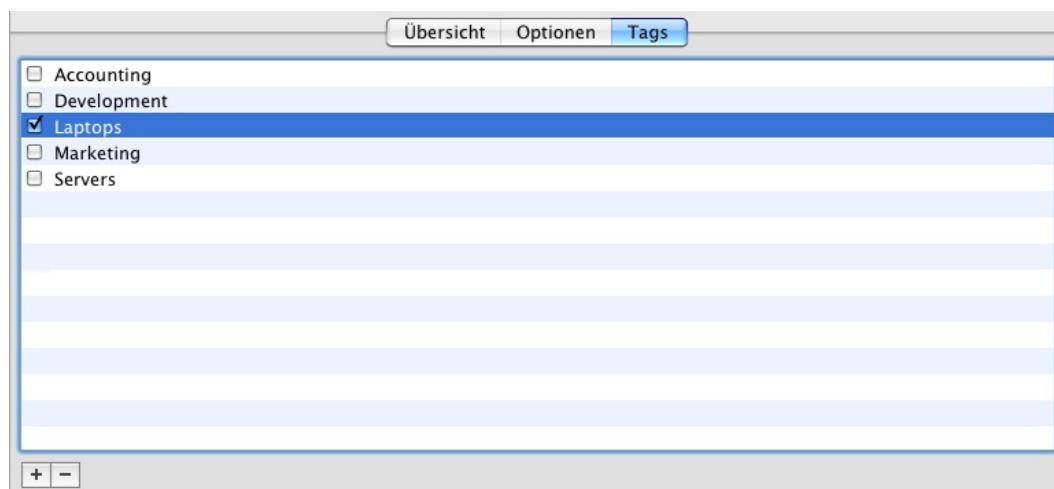 Übersicht Optionen Tags
Accounting
Development
Laptops
Marketing
Servers
+ −